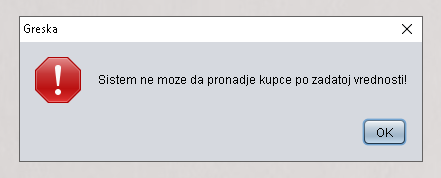 Greska
Sistem ne moze da pronadje kupce po zadatoj vrednosti!
OK